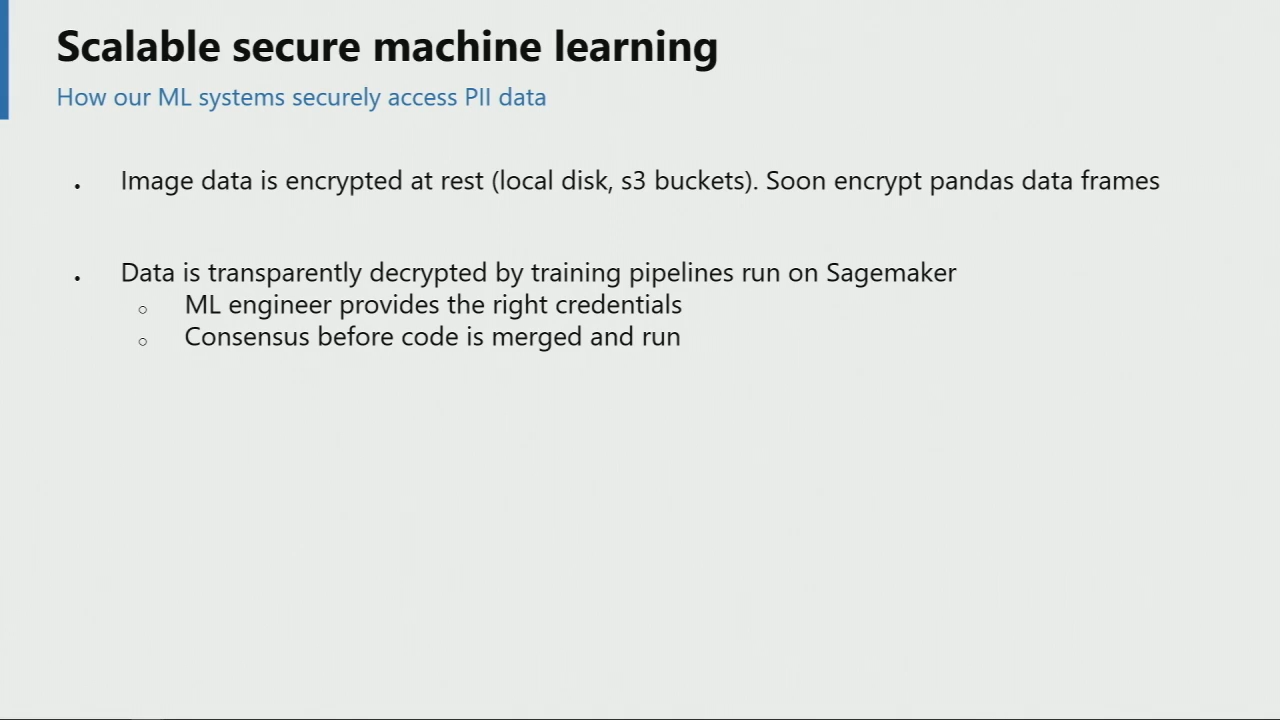 Scalable secure machine learning
How our ML systems securely access PII data
• Image data is encrypted at rest (local disk, s3 buckets). Soon encrypt pandas data frames
• Data is transparently decrypted by training pipelines run on Sagemaker
○ ML engineer provides the right credentials
○ Consensus before code is merged and run